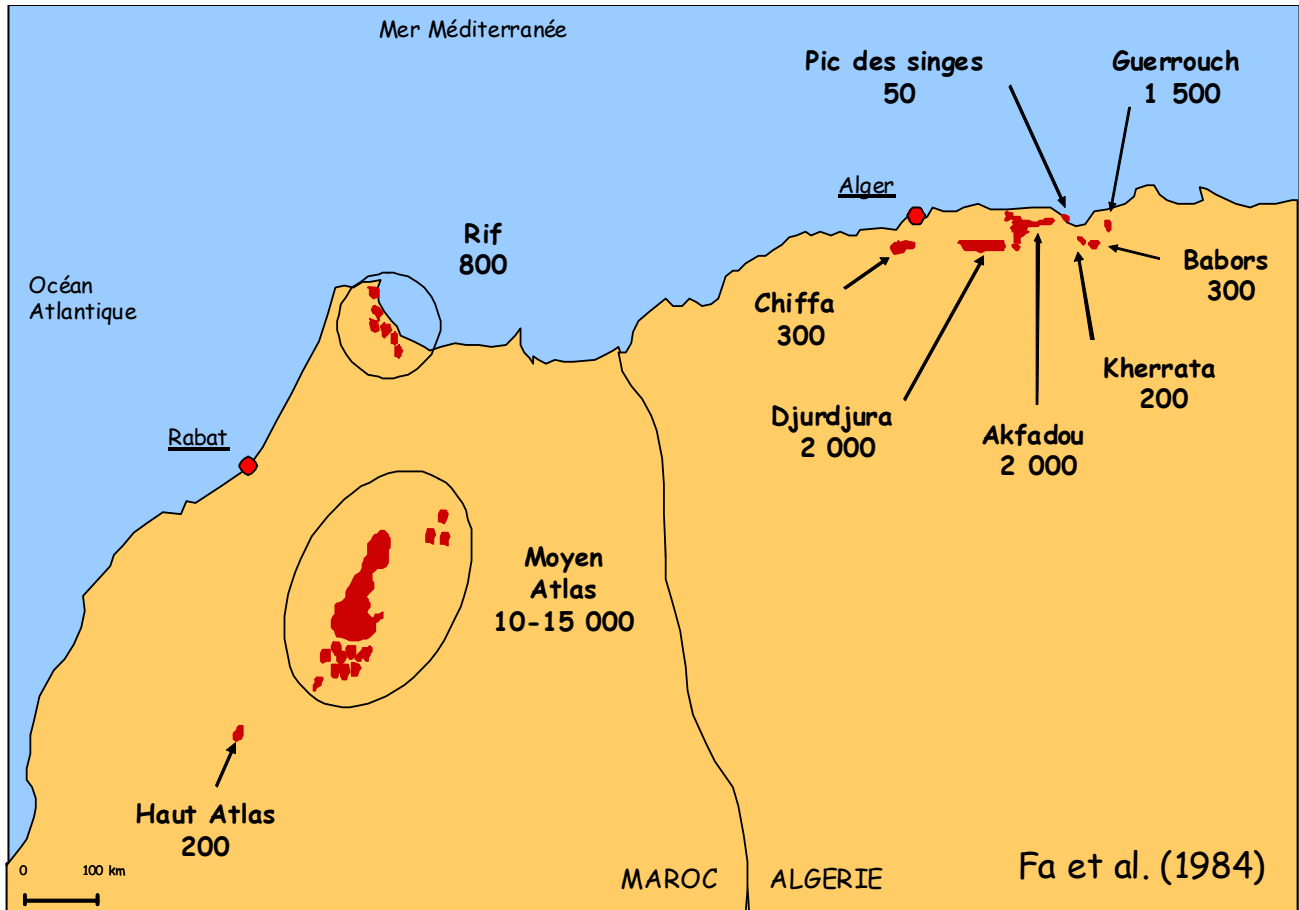 Mer Méditerranée
Pic des singes
50
Guerrouch
1 500
Alger
Rif
800
Océan
Atlantique
Chiffa
300
Babors
300
Kherrata
200
Djurdjura
2 000
Akfadou
2 000
Rabat
Moyen
Atlas
10-15 000
Haut Atlas
200
0 100 km
MAROC
ALGERIE
Fa et al. (1984)